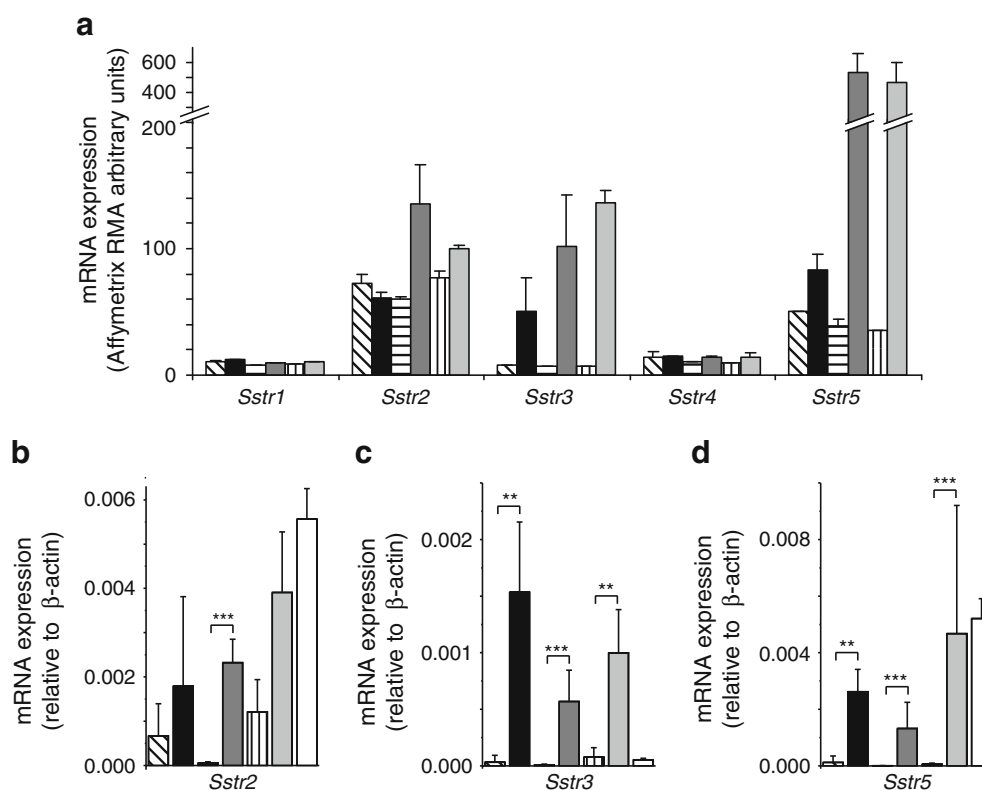 a
mRNA expression
(Affymetrix RMA arbitrary units)
600
400
200
100
0
Sstr1 Sstr2 Sstr3 Sstr4 Sstr5
b
mRNA expression
(relative to β-actin)
0.006
0.004
0.002
0.000
***
Sstr2
c
mRNA expression
(relative to β-actin)
0.002
0.001
0.000
**
***
**
Sstr3
d
mRNA expression
(relative to β-actin)
0.008
0.004
0.000
**
***
***
Sstr5